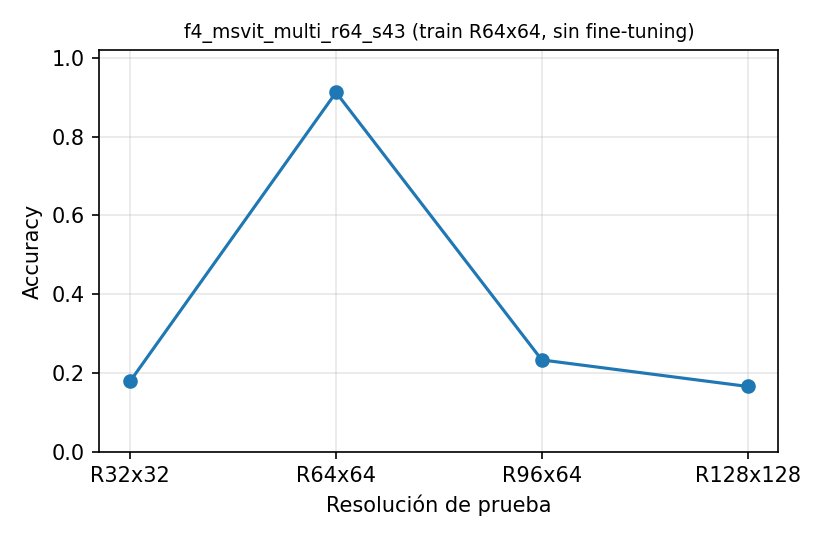 f4_msvit_multi_r64_s43 (train R64x64, sin fine-tuning)
1.0
0.8
0.6
0.4
0.2
0.0
Accuracy
R32x32 R64x64 R96x64 R128x128
Resolución de prueba